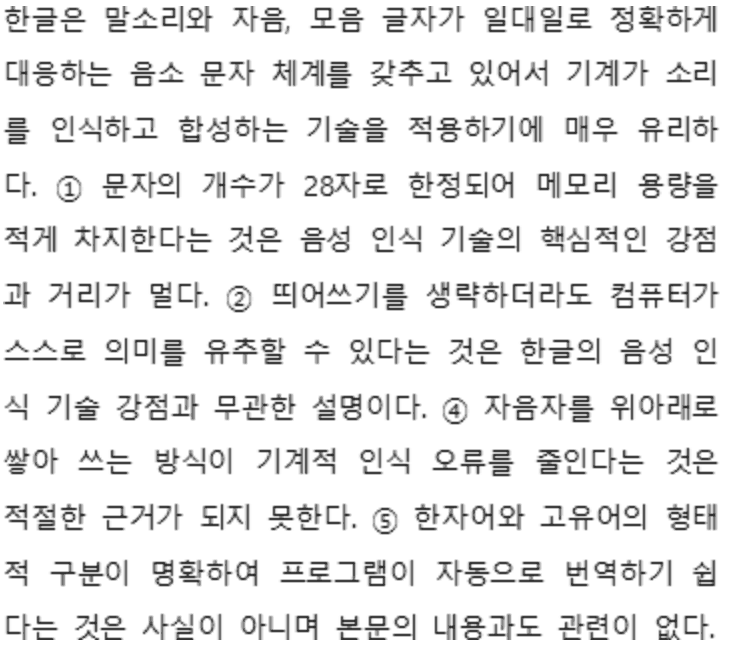 한글은 말소리와 자음, 모음 글자가 일대일로 정확하게
대응하는 음소 문자 체계를 갖추고 있어서 기계가 소리
를 인식하고 합성하는 기술을 적용하기에 매우 유리하
다. ① 문자의 개수가 28자로 한정되어 메모리 용량을
적게 차지한다는 것은 음성 인식 기술의 핵심적인 강점
과 거리가 멀다. ② 띄어쓰기를 생략하더라도 컴퓨터가
스스로 의미를 유추할 수 있다는 것은 한글의 음성 인
식 기술 강점과 무관한 설명이다. ④ 자음자를 위아래로
쌓아 쓰는 방식이 기계적 인식 오류를 줄인다는 것은
적절한 근거가 되지 못한다. ⑤ 한자어와 고유어의 형태
적 구분이 명확하여 프로그램이 자동으로 번역하기 쉽
다는 것은 사실이 아니며 본문의 내용과도 관련이 없다.